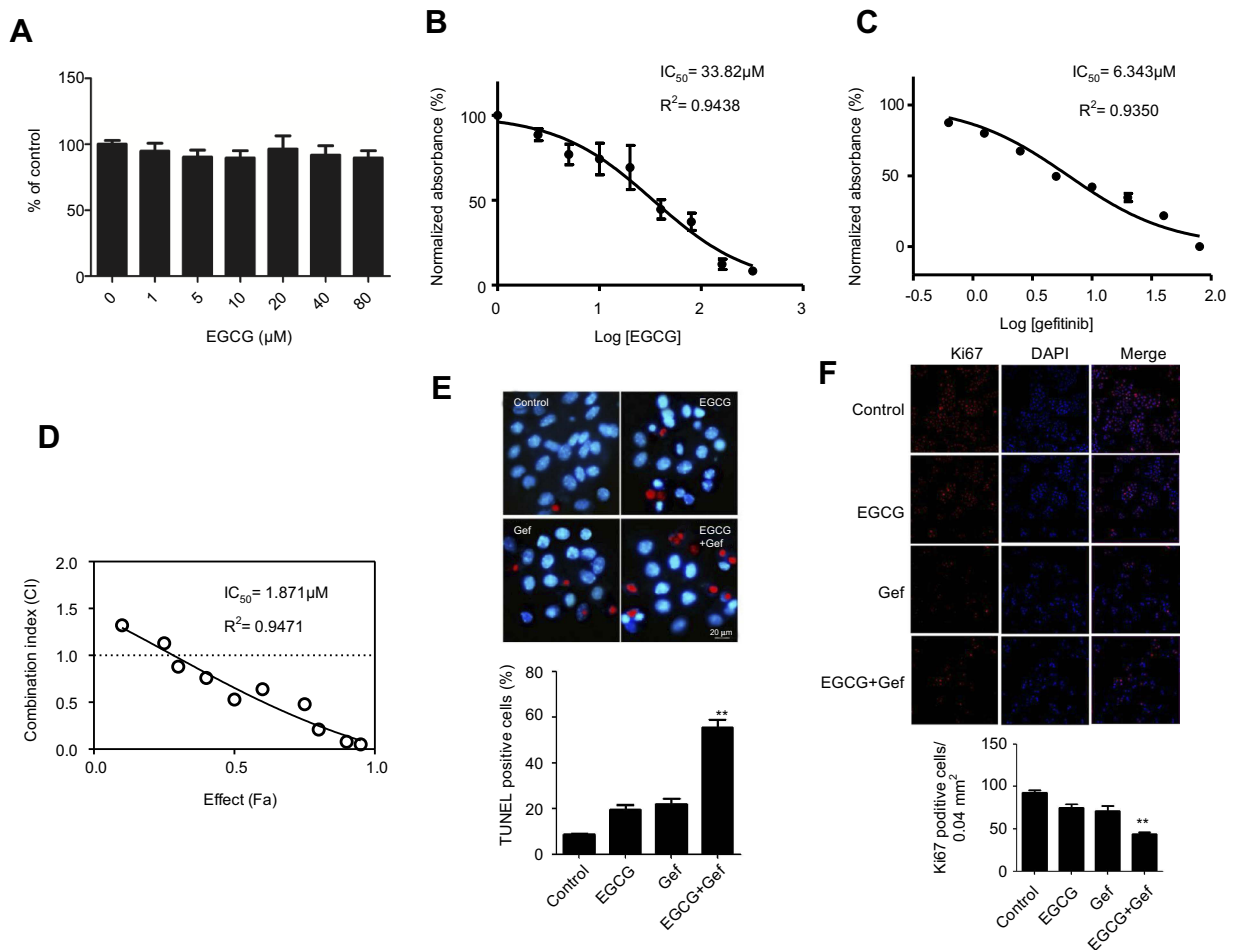 A
150
100
50
0
% of control
0 1 5 10 20 40 80
EGCG (µM)
B
IC50= 33.82µM
R2= 0.9438
100
50
0
Normalized absorbance (%)
0 1 2 3
Log [EGCG]
C
IC50= 6.343µM
R2= 0.9350
100
50
0
Normalized absorbance (%)
-0.5 0.0 0.5 1.0 1.5 2.0
Log [gefitinib]
D
IC50= 1.871µM
R2= 0.9471
2.0
1.5
1.0
0.5
0.0
Combination index (CI)
0.0 0.5 1.0
Effect (Fa)
E
Control
EGCG
Gef
EGCG
+Gef
20 µm
80
60
40
20
0
TUNEL positive cells (%)
**
Control EGCG Gef EGCG+Gef
F
Ki67 DAPI Merge
Control
EGCG
Gef
EGCG+Gef
150
100
50
0
Ki67 poditive cells/
0.04 mm2
**
Control EGCG Gef EGCG+Gef